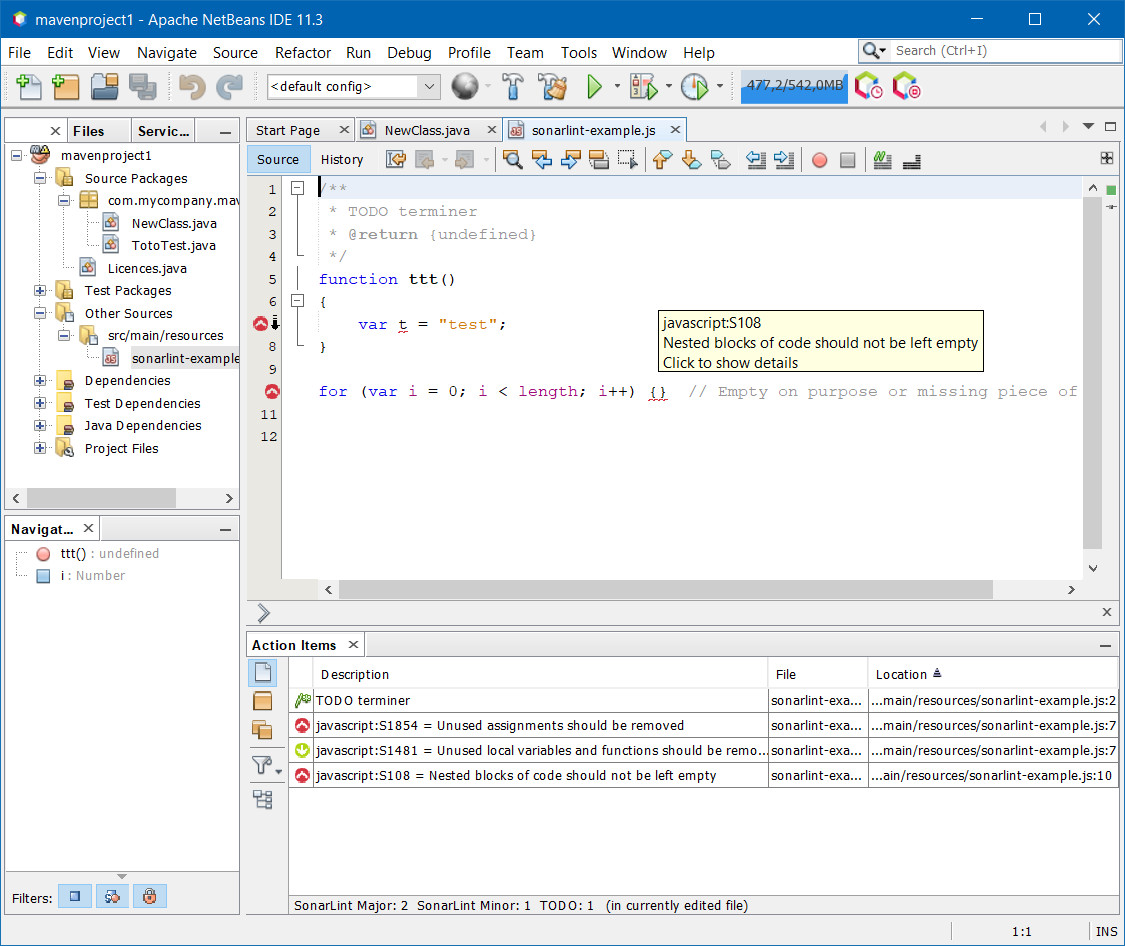 mavenproject1 - Apache NetBeans IDE 11.3
File Edit View Navigate Source Refactor Run Debug Profile Team Tools Window Help
Search (Ctrl+I)
<default config>
477,2/542,0MB
Files Servic...
mavenproject1
Source Packages
com.mycompany.mav
NewClass.java
TotoTest.java
Licences.java
Test Packages
Other Sources
src/main/resources
sonarlint-example
Dependencies
Test Dependencies
Java Dependencies
Project Files
Start Page NewClass.java sonarlint-example.js
Source History
1 /**
2 * TODO terminer
3 * @return {undefined}
4 */
5 function ttt()
6 {
var t = "test";
8 }
9
for (var i = 0; i < length; i++) {} // Empty on purpose or missing piece of
11
12
javascript:S108
Nested blocks of code should not be left empty
Click to show details
Navigat...
ttt() : undefined
i : Number
Filters:
Action Items
Description File Location
TODO terminer sonarlint-exa... ...main/resources/sonarlint-example.js:2
javascript:S1854 = Unused assignments should be removed sonarlint-exa... ...main/resources/sonarlint-example.js:7
javascript:S1481 = Unused local variables and functions should be remo... sonarlint-exa... ...main/resources/sonarlint-example.js:7
javascript:S108 = Nested blocks of code should not be left empty sonarlint-exa... ...ain/resources/sonarlint-example.js:10
SonarLint Major: 2 SonarLint Minor: 1 TODO: 1 (in currently edited file)
1:1 INS